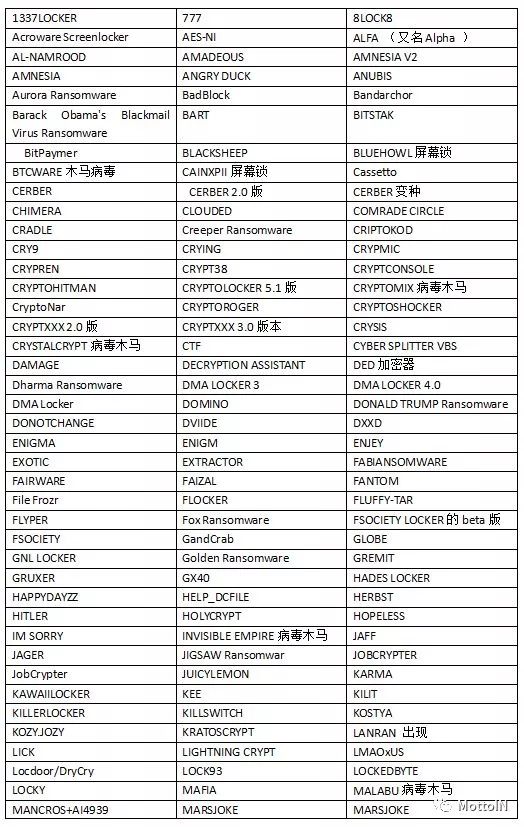 1337LOCKER 777 8LOCK8
Acroware Screenlocker AES-NI ALFA （又名Alpha ）
AL-NAMROOD AMADEOUS AMNESIA V2
AMNESIA ANGRY DUCK ANUBIS
Aurora Ransomware BadBlock Bandarchor
Barack Obama's Blackmail BART BITSTAK
Virus Ransomware
BitPaymer BLACKSHEEP BLUEHOWL 屏幕锁
BTCWARE 木马病毒 CAINXPII 屏幕锁 Cassetto
CERBER CERBER 2.0 版 CERBER 变种
CHIMERA CLOUDED COMRADE CIRCLE
CRADLE Creeper Ransomware CRIPTOKOD
CRY9 CRYING CRYPMIC
CRYPREN CRYPT38 CRYPTCONSOLE
CRYPTOHITMAN CRYPTOLOCKER 5.1 版 CRYPTOMIX 病毒木马
CryptoNar CRYPTOROGER CRYPTOSHOCKER
CRYPTXXX 2.0 版 CRYPTXXX 3.0 版本 CRYSIS
CRYSTALCRYPT 病毒木马 CTF CYBER SPLITTER VBS
DAMAGE DECRYPTION ASSISTANT DED 加密器
Dharma Ransomware DMA LOCKER 3 DMA LOCKER 4.0
DMA Locker DOMINO DONALD TRUMP Ransomware
DONOTCHANGE DVIIDE DXXD
ENIGMA ENIGM ENJEY
EXOTIC EXTRACTOR FABIANSOMWARE
FAIRWARE FAIZAL FANTOM
File Frozr FLOCKER FLUFFY-TAR
FLYPER Fox Ransomware FSOCIETY LOCKER 的 beta 版
FSOCIETY GandCrab GLOBE
GNL LOCKER Golden Ransomware GREMIT
GRUXER GX40 HADES LOCKER
HAPPYDAYZZ HELP_DCFILE HERBST
HITLER HOLYCRYPT HOPELESS
IM SORRY INVISIBLE EMPIRE 病毒木马 JAFF
JAGER JIGSAW Ransomwar JOBCRYPTER
JobCrypter JUICYLEMON KARMA
KAWAIILOCKER KEE KILIT
KILLERLOCKER KILLSWITCH KOSTYA
KOZY.JOZY KRATOSCRYPT LANRAN 出现
LICK LIGHTNING CRYPT LMAOxUS
Locdoor/DryCry LOCK93 LOCKEDBYTE
LOCKY MAFIA MALABU 病毒木马
MANCROS+AI4939 MARSJOKE MARSJOKE
MottoIN